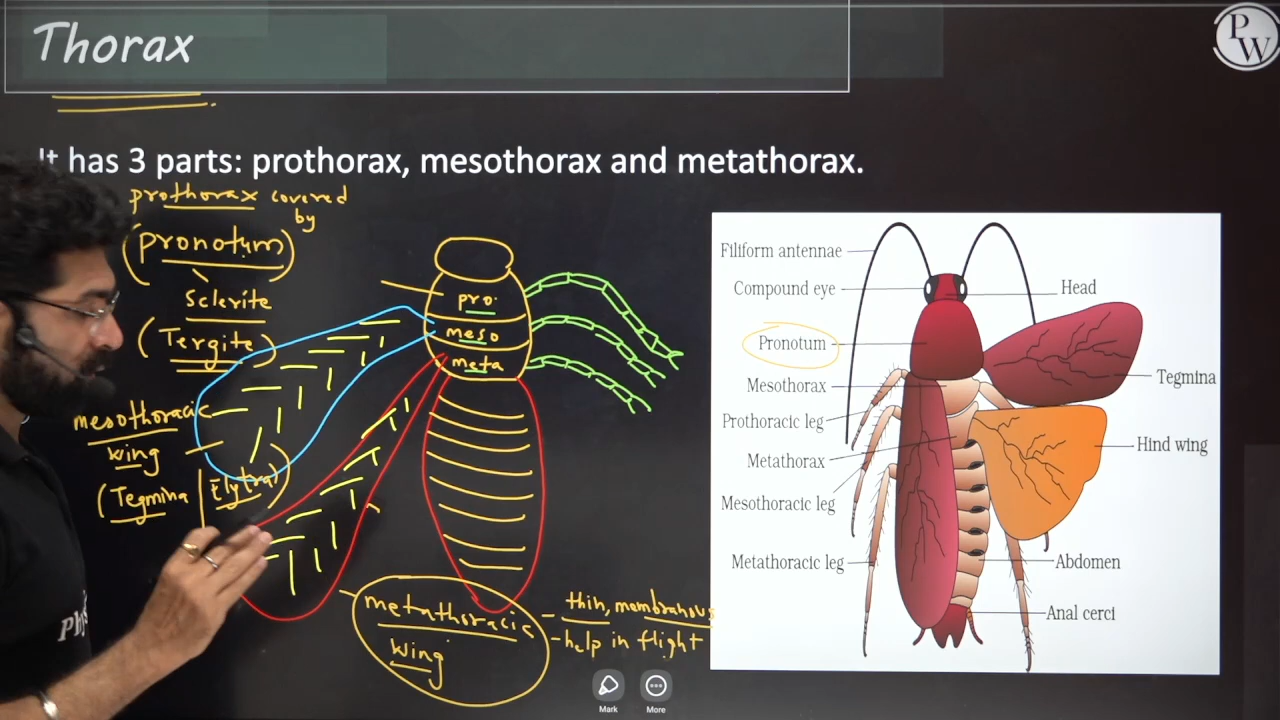 Thorax
PW
It has 3 parts: prothorax, mesothorax and metathorax.
prothorax covered
by
(pronotum)
sclerite
(Tergite)
mesothoracic
wing
(Tegmina | Elytra)
pro.
meso
meta
metathoracic
wing
- thin, membranous
- help in flight
Filiform antennae
Compound eye
Head
Pronotum
Tegmina
Mesothorax
Prothoracic leg
Hind wing
Metathorax
Mesothoracic leg
Metathoracic leg
Abdomen
Anal cerci
Mark
More